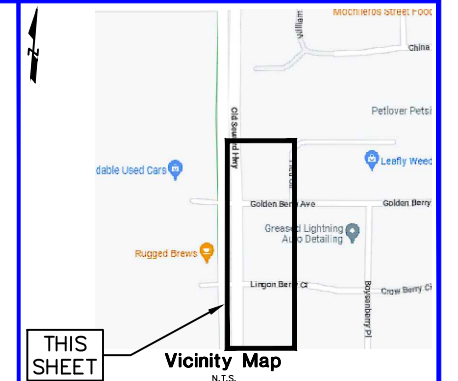 Mochileros Street Food
William
N
China
Old Seward Hwy
Petlover Petsi
dable Used Cars
Leafly Weed
Golden Berry Ave
Golden Berry
Greased Lightning
Auto Detailing
Rugged Brews
Lingon Berry Ct
Crow Berry Ci
Boysenberry Pl
THIS
SHEET
Vicinity Map
N.T.S.